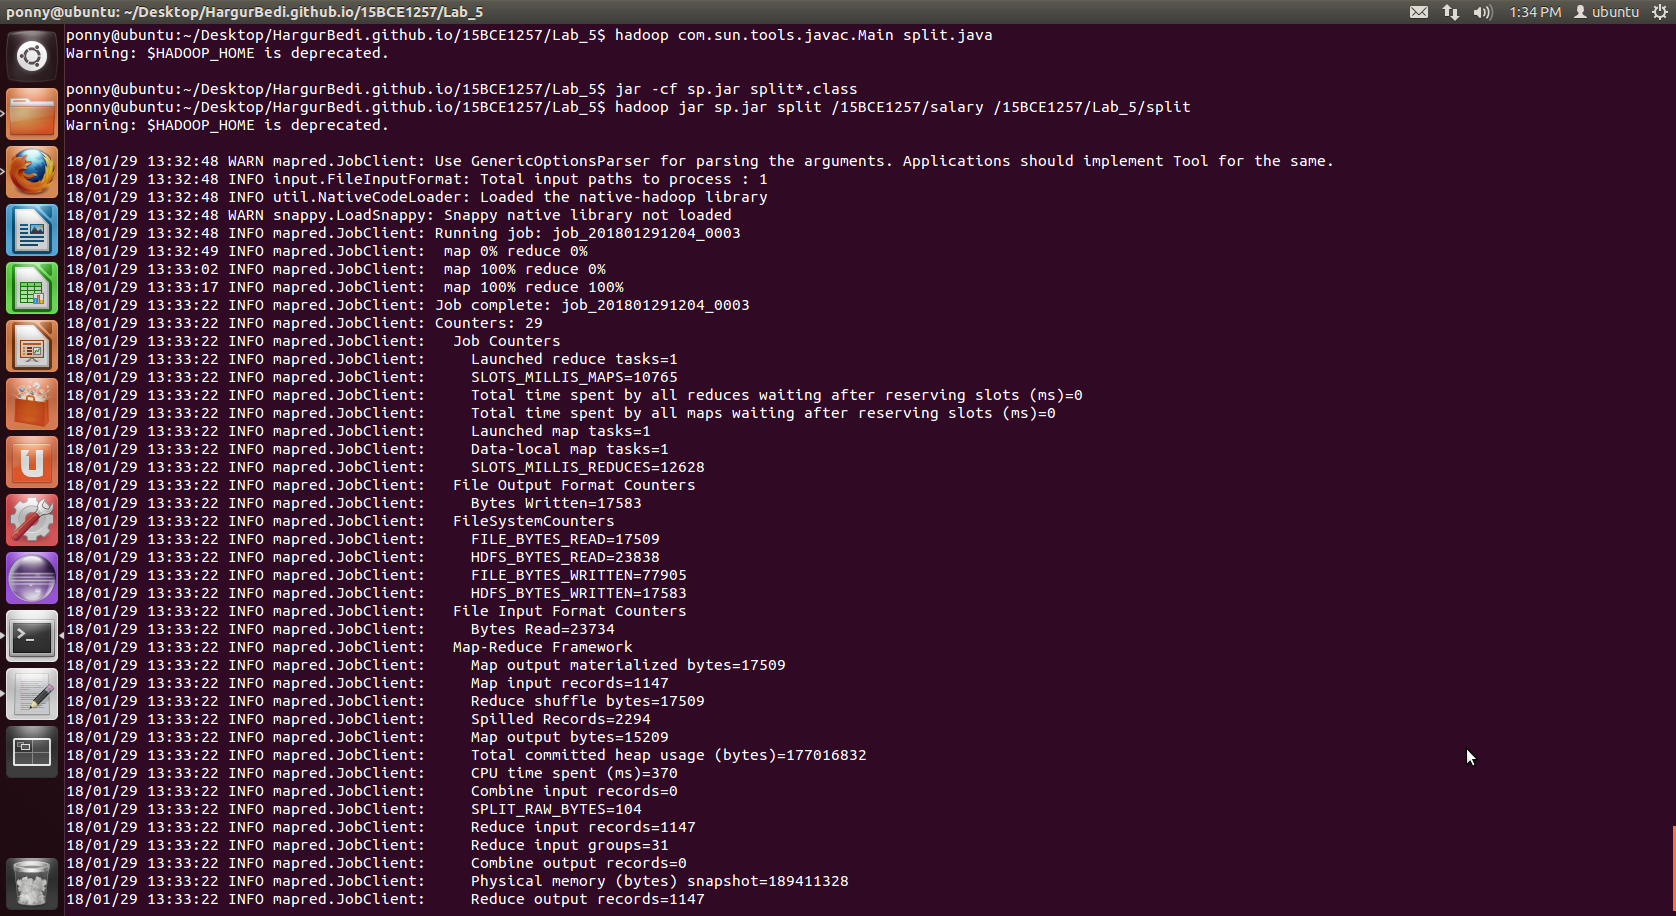 ponny@ubuntu: ~/Desktop/HargurBedi.github.io/15BCE1257/Lab_5 1:34 PM ubuntu
ponny@ubuntu:~/Desktop/HargurBedi.github.io/15BCE1257/Lab_5$ hadoop com.sun.tools.javac.Main split.java
Warning: $HADOOP_HOME is deprecated.
ponny@ubuntu:~/Desktop/HargurBedi.github.io/15BCE1257/Lab_5$ jar -cf sp.jar split*.class
ponny@ubuntu:~/Desktop/HargurBedi.github.io/15BCE1257/Lab_5$ hadoop jar sp.jar split /15BCE1257/salary /15BCE1257/Lab_5/split
Warning: $HADOOP_HOME is deprecated.
18/01/29 13:32:48 WARN mapred.JobClient: Use GenericOptionsParser for parsing the arguments. Applications should implement Tool for the same.
18/01/29 13:32:48 INFO input.FileInputFormat: Total input paths to process : 1
18/01/29 13:32:48 INFO util.NativeCodeLoader: Loaded the native-hadoop library
18/01/29 13:32:48 WARN snappy.LoadSnappy: Snappy native library not loaded
18/01/29 13:32:48 INFO mapred.JobClient: Running job: job_201801291204_0003
18/01/29 13:32:49 INFO mapred.JobClient:  map 0% reduce 0%
18/01/29 13:33:02 INFO mapred.JobClient:  map 100% reduce 0%
18/01/29 13:33:17 INFO mapred.JobClient:  map 100% reduce 100%
18/01/29 13:33:22 INFO mapred.JobClient: Job complete: job_201801291204_0003
18/01/29 13:33:22 INFO mapred.JobClient: Counters: 29
18/01/29 13:33:22 INFO mapred.JobClient:   Job Counters
18/01/29 13:33:22 INFO mapred.JobClient:     Launched reduce tasks=1
18/01/29 13:33:22 INFO mapred.JobClient:     SLOTS_MILLIS_MAPS=10765
18/01/29 13:33:22 INFO mapred.JobClient:     Total time spent by all reduces waiting after reserving slots (ms)=0
18/01/29 13:33:22 INFO mapred.JobClient:     Total time spent by all maps waiting after reserving slots (ms)=0
18/01/29 13:33:22 INFO mapred.JobClient:     Launched map tasks=1
18/01/29 13:33:22 INFO mapred.JobClient:     Data-local map tasks=1
18/01/29 13:33:22 INFO mapred.JobClient:     SLOTS_MILLIS_REDUCES=12628
18/01/29 13:33:22 INFO mapred.JobClient:   File Output Format Counters
18/01/29 13:33:22 INFO mapred.JobClient:     Bytes Written=17583
18/01/29 13:33:22 INFO mapred.JobClient:   FileSystemCounters
18/01/29 13:33:22 INFO mapred.JobClient:     FILE_BYTES_READ=17509
18/01/29 13:33:22 INFO mapred.JobClient:     HDFS_BYTES_READ=23838
18/01/29 13:33:22 INFO mapred.JobClient:     FILE_BYTES_WRITTEN=77905
18/01/29 13:33:22 INFO mapred.JobClient:     HDFS_BYTES_WRITTEN=17583
18/01/29 13:33:22 INFO mapred.JobClient:   File Input Format Counters
18/01/29 13:33:22 INFO mapred.JobClient:     Bytes Read=23734
18/01/29 13:33:22 INFO mapred.JobClient:   Map-Reduce Framework
18/01/29 13:33:22 INFO mapred.JobClient:     Map output materialized bytes=17509
18/01/29 13:33:22 INFO mapred.JobClient:     Map input records=1147
18/01/29 13:33:22 INFO mapred.JobClient:     Reduce shuffle bytes=17509
18/01/29 13:33:22 INFO mapred.JobClient:     Spilled Records=2294
18/01/29 13:33:22 INFO mapred.JobClient:     Map output bytes=15209
18/01/29 13:33:22 INFO mapred.JobClient:     Total committed heap usage (bytes)=177016832
18/01/29 13:33:22 INFO mapred.JobClient:     CPU time spent (ms)=370
18/01/29 13:33:22 INFO mapred.JobClient:     Combine input records=0
18/01/29 13:33:22 INFO mapred.JobClient:     SPLIT_RAW_BYTES=104
18/01/29 13:33:22 INFO mapred.JobClient:     Reduce input records=1147
18/01/29 13:33:22 INFO mapred.JobClient:     Reduce input groups=31
18/01/29 13:33:22 INFO mapred.JobClient:     Combine output records=0
18/01/29 13:33:22 INFO mapred.JobClient:     Physical memory (bytes) snapshot=189411328
18/01/29 13:33:22 INFO mapred.JobClient:     Reduce output records=1147